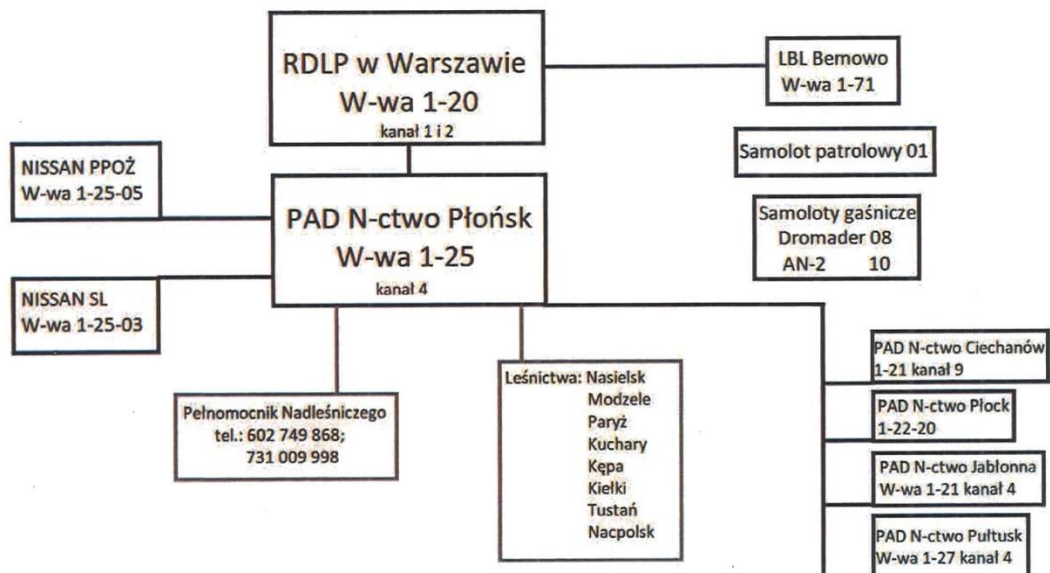 RDLP w Warszawie
W-wa 1-20
kanał 1 i 2
LBL Bemowo
W-wa 1-71
Samolot patrolowy 01
NISSAN PPOŻ
W-wa 1-25-05
PAD N-ctwo Płońsk
W-wa 1-25
kanał 4
Samoloty gaśnicze
Dromader 08
AN-2 10
NISSAN SL
W-wa 1-25-03
Pełnomocnik Nadleśniczego
tel.: 602 749 868;
731 009 998
Leśnictwa: Nasielsk
Modzele
Paryż
Kuchary
Kępa
Kiełki
Tustań
Nacpolsk
PAD N-ctwo Ciechanów
1-21 kanał 9
PAD N-ctwo Płock
1-22-20
PAD N-ctwo Jabłonna
W-wa 1-21 kanał 4
PAD N-ctwo Pułtusk
W-wa 1-27 kanał 4